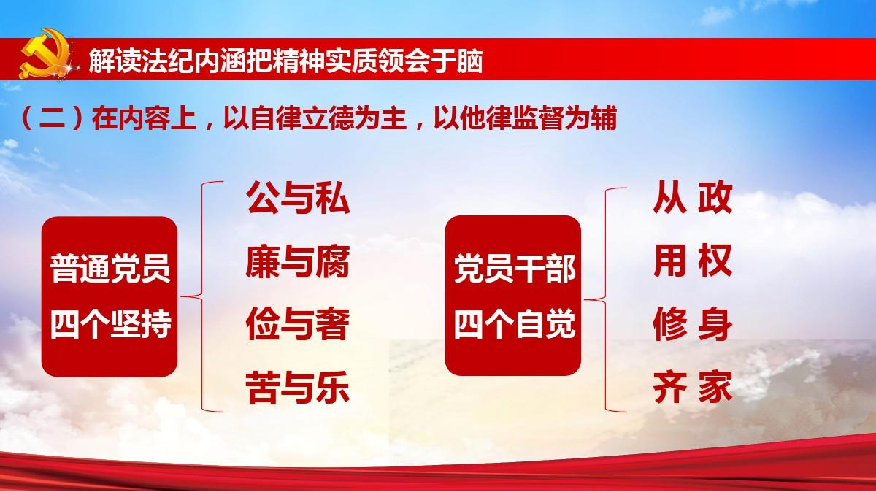 解读法纪内涵把精神实质领会于脑
（二）在内容上，以自律立德为主，以他律监督为辅
普通党员
四个坚持
公与私
廉与腐
俭与奢
苦与乐
党员干部
四个自觉
从 政
用 权
修 身
齐 家